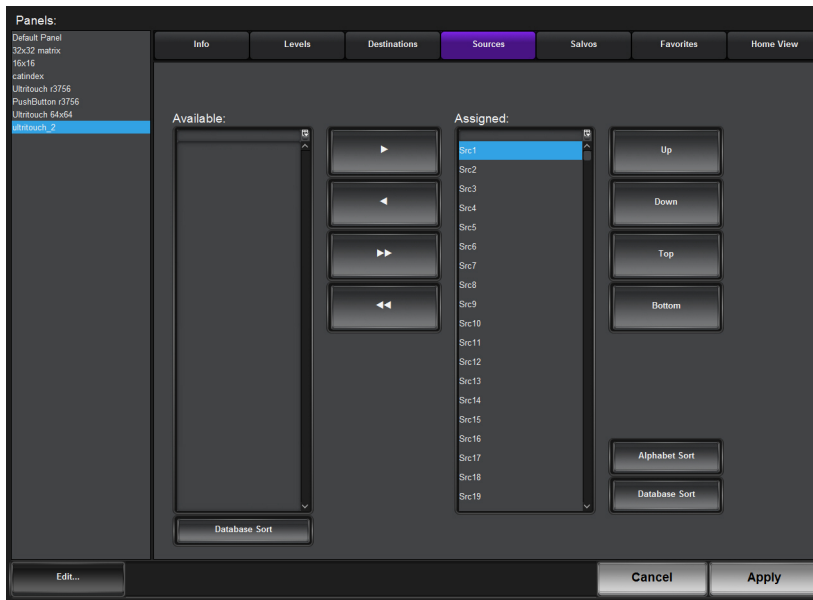 Panels:
Default Panel
32x32 matrix
16x16
catindex
Ultritouch r3756
PushButton r3756
Ultritouch 64x64
ultritouch_2
Info
Levels
Destinations
Sources
Salvos
Favorites
Home View
Available:
Assigned:
Src1
Src2
Src3
Src4
Src5
Src6
Src7
Src8
Src9
Src10
Src11
Src12
Src13
Src14
Src15
Src16
Src17
Src18
Src19
Up
Down
Top
Bottom
Alphabet Sort
Database Sort
Database Sort
Edit...
Cancel
Apply